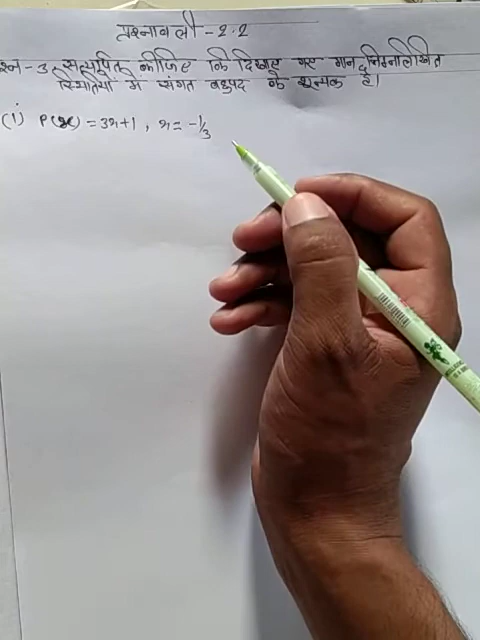 प्रश्नावली - 2.2
प्रश्न - 3. सत्यापित कीजिए कि दिखाए गए मान निम्नलिखित
स्थितियों में संगत बहुपद के शून्यक है।
(i) P(x) = 3x+1, x = -1/3